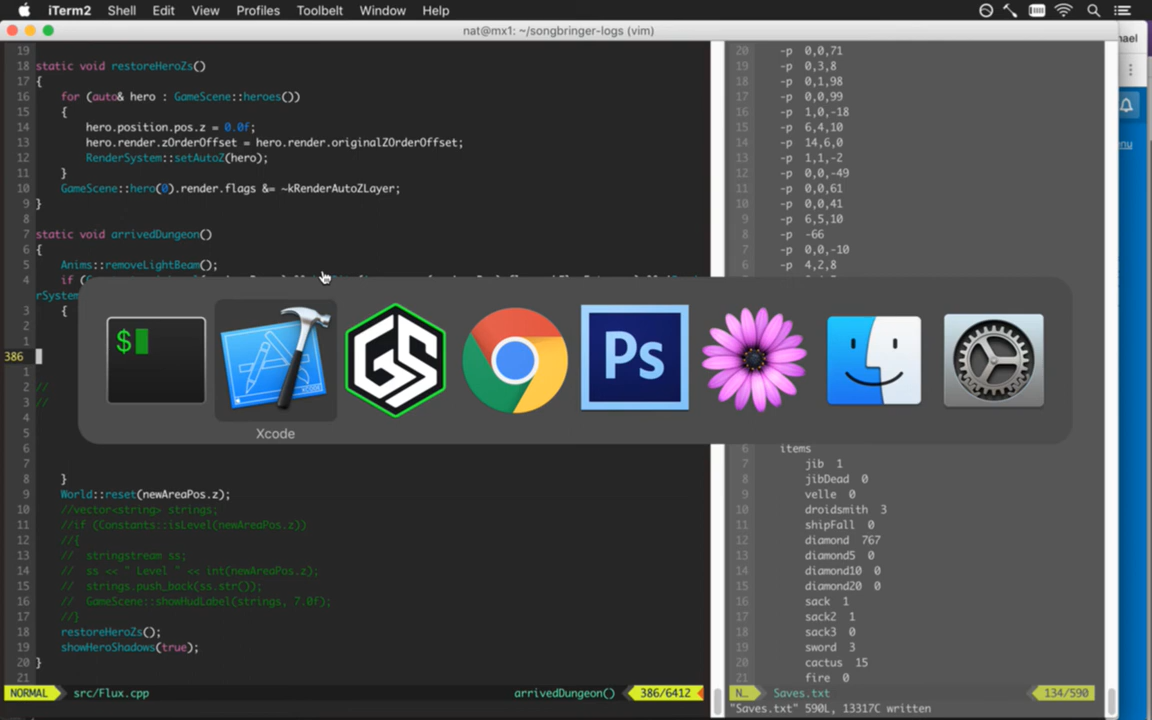 iTerm2 Shell Edit View Profiles Toolbelt Window Help
nat@mx1: ~/songbringer-logs (vim)
ael
nu
19
18 static void restoreHeroZs()
17 {
16 for (auto& hero : GameScene::heroes())
15 {
14 hero.position.pos.z = 0.0f;
13 hero.render.zOrderOffset = hero.render.originalZOrderOffset;
12 RenderSystem::setAutoZ(hero);
11 }
10 GameScene::hero(0).render.flags &= ~kRenderAutoZLayer;
9 }
8
7 static void arrivedDungeon()
6 {
5 Anims::removeLightBeam();
4 if (
rSystem
3 {
2
1
386
1
2 //
3 //
4
5
6
7
8 }
9 World::reset(newAreaPos.z);
10 //vector<string> strings;
11 //if (Constants::isLevel(newAreaPos.z))
12 //{
13 // stringstream ss;
14 // ss << " Level " << int(newAreaPos.z);
15 // strings.push_back(ss.str());
16 // GameScene::showHudLabel(strings, 7.0f);
17 //}
18 restoreHeroZs();
19 showHeroShadows(true);
20 }
21
NORMAL src/Flux.cpp arrivedDungeon() 386/6412
20 -p 0,0,71
19 -p 0,3,8
18 -p 0,1,98
17 -p 0,0,99
16 -p 1,0,-18
15 -p 6,4,10
14 -p 14,6,0
13 -p 1,1,-2
12 -p 0,0,-49
11 -p 0,0,61
10 -p 0,0,41
9 -p 6,5,10
8 -p -66
7 -p 0,0,-10
6 -p 4,2,8
$
GS
Ps
Xcode
6 items
7 jib 1
8 jibDead 0
9 velle 0
10 droidsmith 3
11 shipFall 0
12 diamond 767
13 diamond5 0
14 diamond10 0
15 diamond20 0
16 sack 1
17 sack2 1
18 sack3 0
19 sword 3
20 cactus 15
21 fire 0
N… Saves.txt 134/590
"Saves.txt" 590L, 13317C written